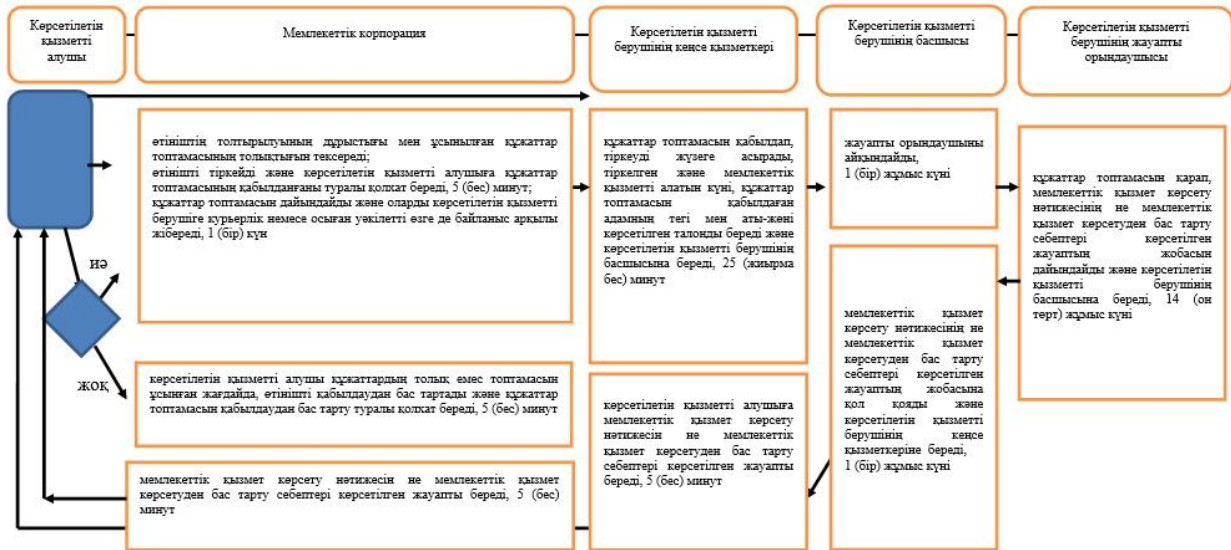 Көрсетілетін
қызметті
алушы
Мемлекеттік корпорация
Көрсетілетін қызметті
берушінің кеңсе қызметкері
Көрсетілетін қызметті
берушінің басшысы
Көрсетілетін қызметті
берушінің жауапты
орындаушысы
өтініштің толтырылуының дұрыстығы мен ұсынылған құжаттар
топтамасының толықтығын тексереді;
өтінішті тіркейді және көрсетілетін қызметті алушыға құжаттар
топтамасының қабылданғаны туралы қолхат береді, 5 (бес) минут;
құжаттар топтамасын дайындайды және оларды көрсетілетін қызметті
берушіге курьерлік немесе осыған уәкілетті өзге де байланыс арқылы
жібереді, 1 (бір) күн
құжаттар топтамасын қабылдап,
тіркеуді жүзеге асырады,
тіркелген және мемлекеттік
қызметті алатын күні, құжаттар
топтамасын қабылдаған
адамның тегі мен аты-жөні
көрсетілген талонды береді және
көрсетілетін қызметті берушінің
басшысына береді, 25 (жиырма
бес) минут
жауапты орындаушыны
айқындайды,
1 (бір) жұмыс күні
құжаттар топтамасын қарап,
мемлекеттік қызмет көрсету
нәтижесінің не мемлекеттік
қызмет көрсетуден бас тарту
себептері көрсетілген
жауаптың жобасын
дайындайды және көрсетілетін
қызметті берушінің
басшысына береді, 14 (он
төрт) жұмыс күні
иә
жоқ
мемлекеттік қызмет
көрсету нәтижесінің не
мемлекеттік қызмет
көрсетуден бас тарту
себептері көрсетілген
жауаптың жобасына
қол қояды және
көрсетілетін қызметті
берушінің кеңсе
қызметкеріне береді,
1 (бір) жұмыс күні
көрсетілетін қызметті алушы құжаттардың толық емес топтамасын
ұсынған жағдайда, өтінішті қабылдаудан бас тартады және құжаттар
топтамасын қабылдаудан бас тарту туралы қолхат береді, 5 (бес) минут
көрсетілетін қызметті алушыға
мемлекеттік қызмет көрсету
нәтижесін не мемлекеттік
қызмет көрсетуден бас тарту
себептері көрсетілген жауапты
береді, 5 (бес) минут
мемлекеттік қызмет көрсету нәтижесін не мемлекеттік қызмет
көрсетуден бас тарту себептері көрсетілген жауапты береді, 5 (бес)
минут